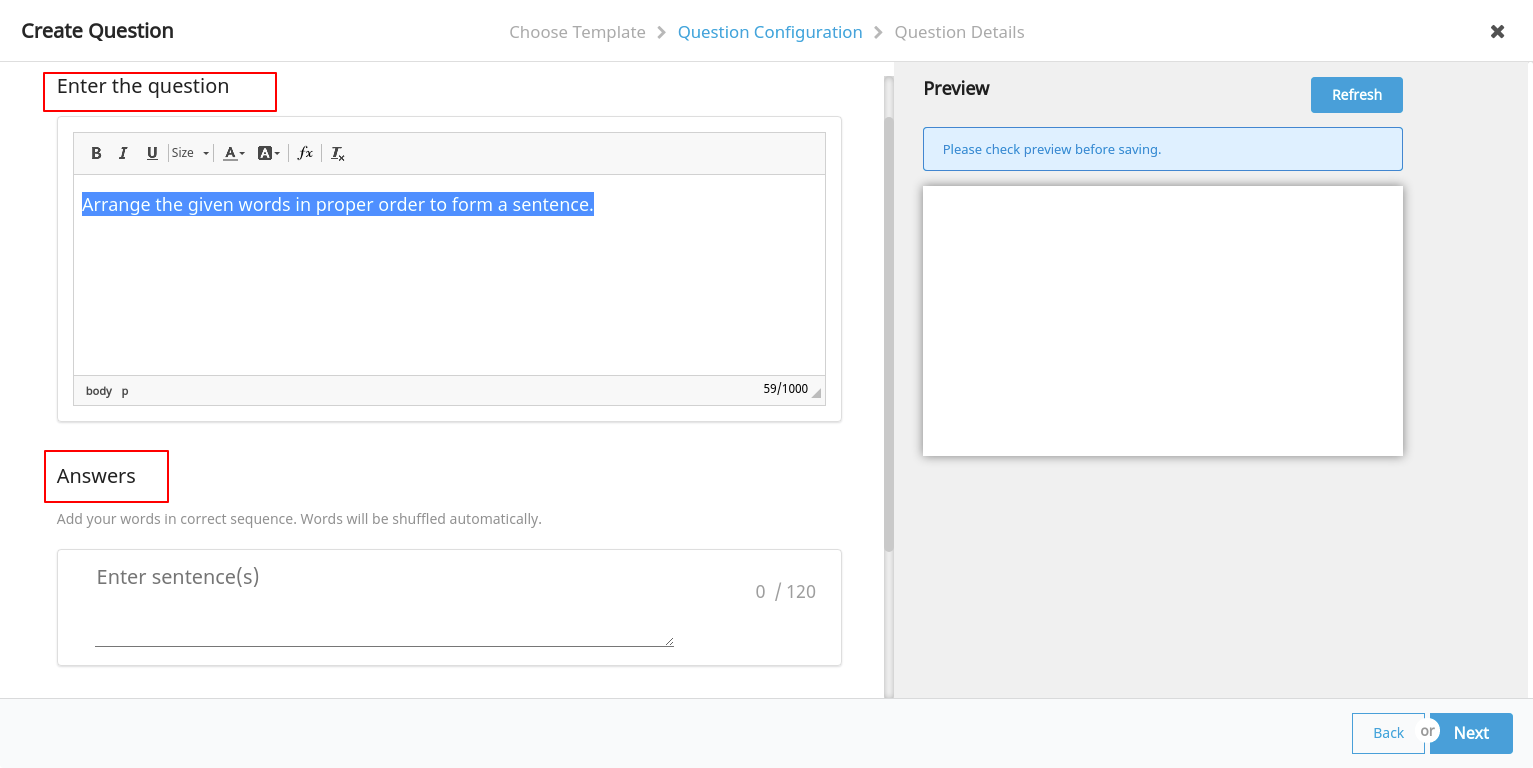 Create Question
Choose Template
Question Configuration
Question Details
Enter the question
B I U Size A A fx Tx
Arrange the given words in proper order to form a sentence.
body p
59/1000
Answers
Add your words in correct sequence. Words will be shuffled automatically.
Enter sentence(s)
0 / 120
Preview
Refresh
Please check preview before saving.
Back or Next